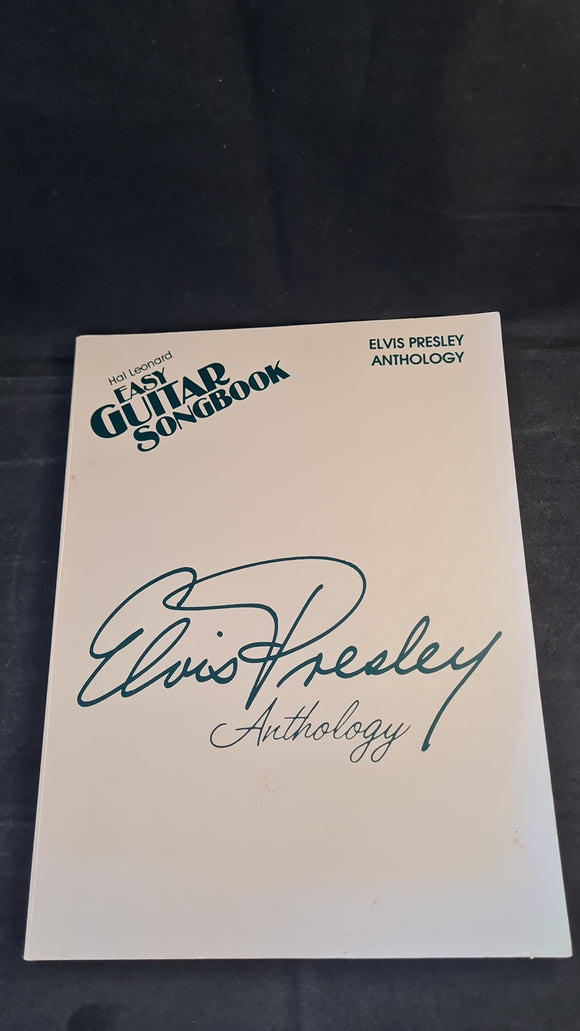 Hal Leonard
EASY
GUITAR
SONGBOOK
ELVIS PRESLEY
ANTHOLOGY
Elvis Presley
Anthology